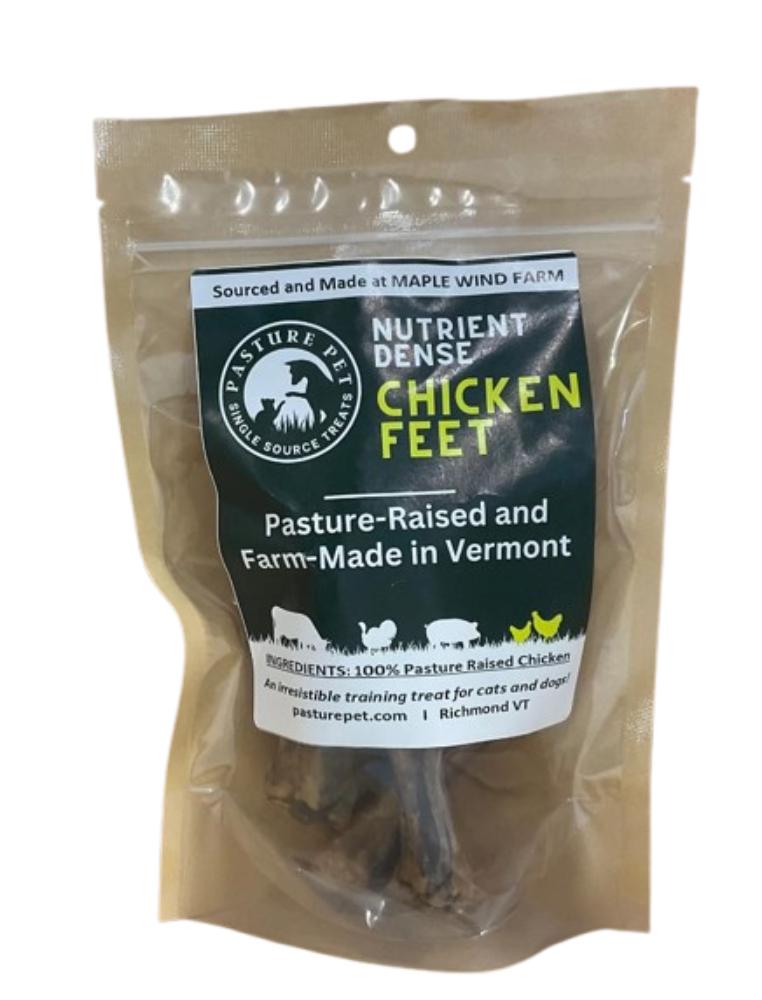 Sourced and Made at MAPLE WIND FARM
PASTURE PET
SINGLE SOURCE TREATS
NUTRIENT
DENSE
CHICKEN
FEET
Pasture-Raised and
Farm-Made in Vermont
INGREDIENTS: 100% Pasture Raised Chicken
An irresistible training treat for cats and dogs!
pasturepet.com I Richmond VT